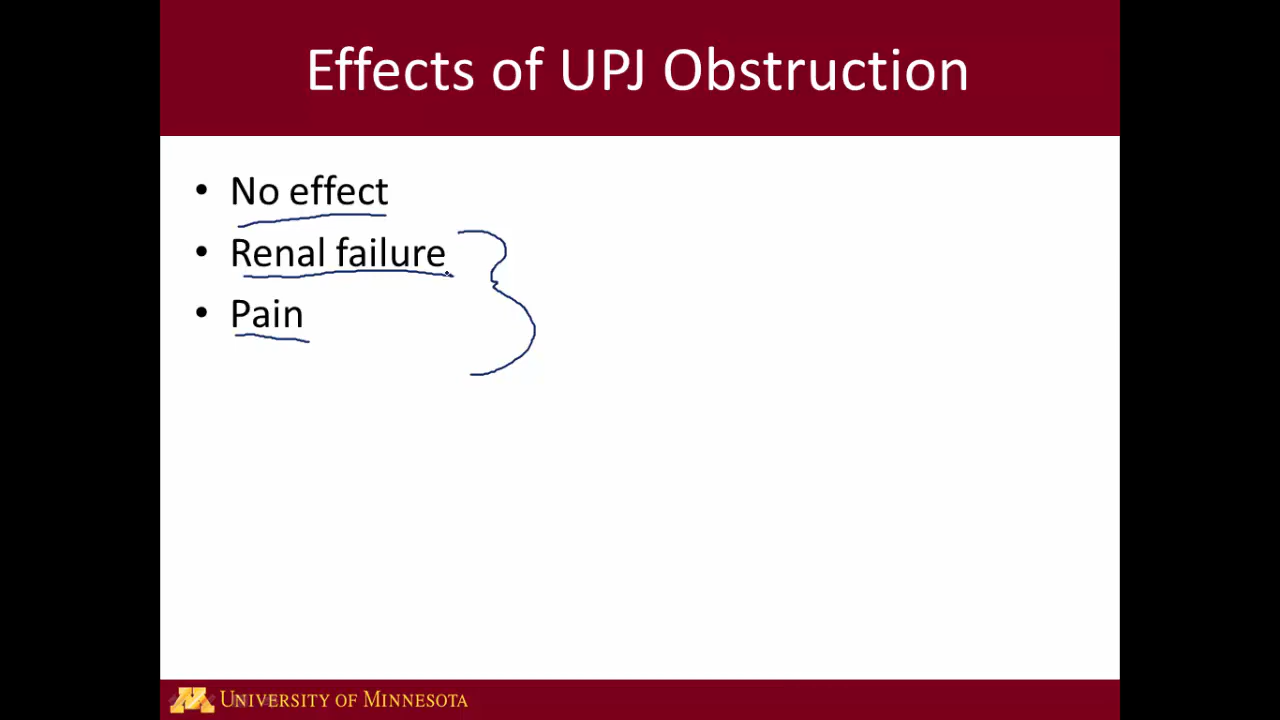 Effects of UPJ Obstruction
• No effect
• Renal failure
• Pain
UNIVERSITY OF MINNESOTA